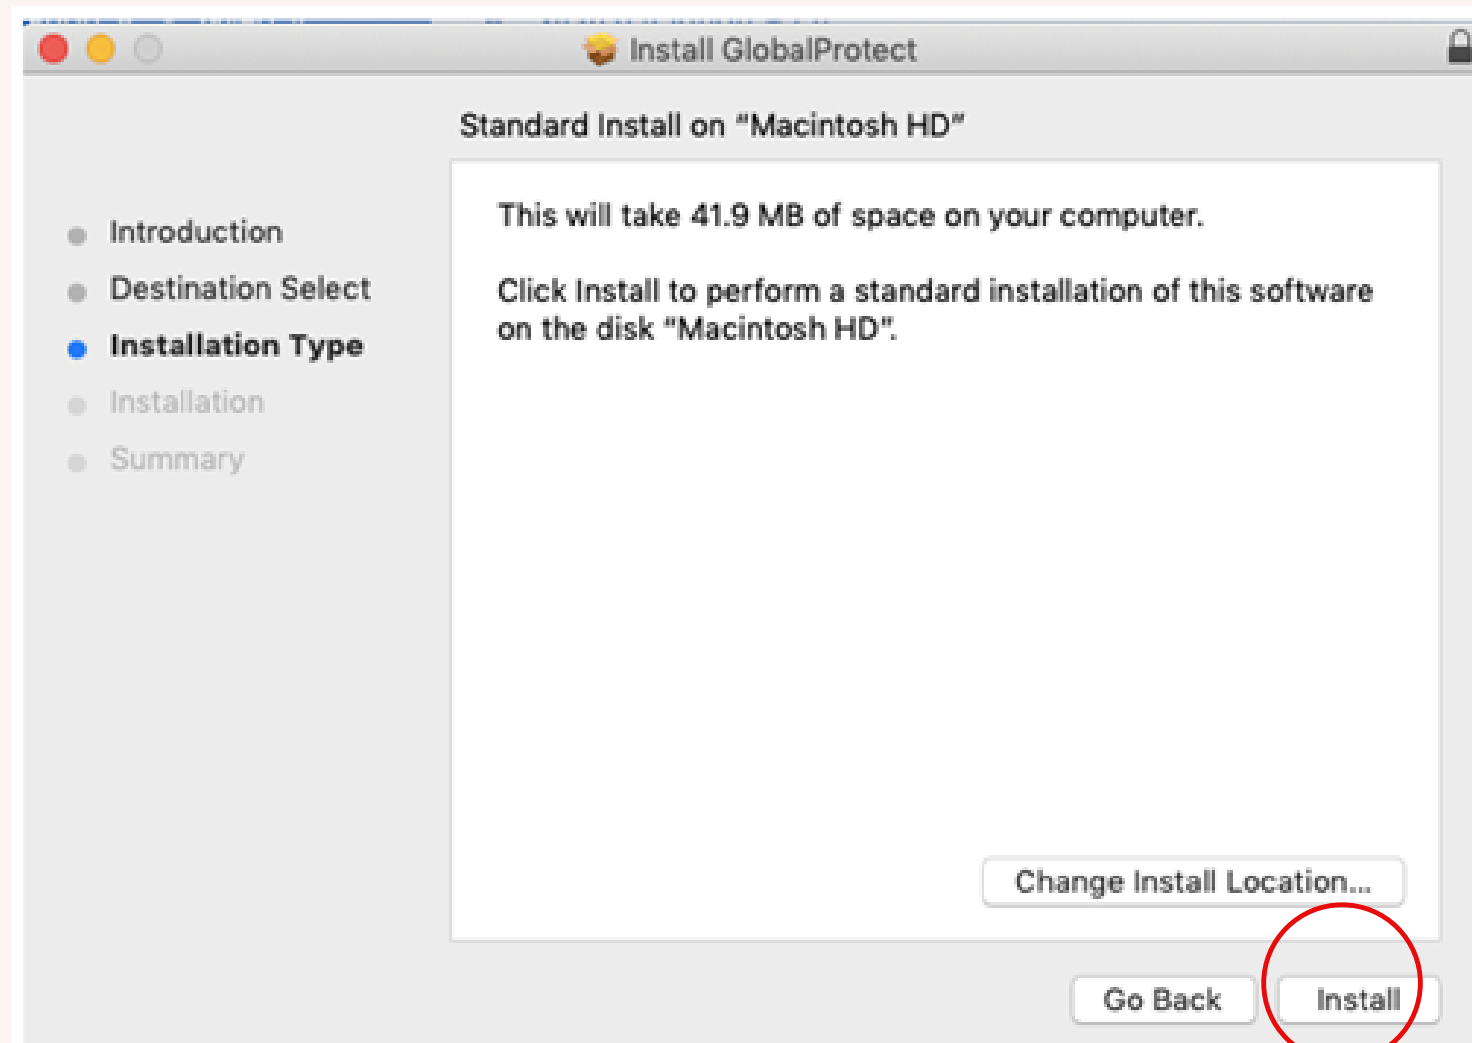 Install GlobalProtect
Standard Install on “Macintosh HD”
Introduction
Destination Select
Installation Type
Installation
Summary
This will take 41.9 MB of space on your computer.
Click Install to perform a standard installation of this software
on the disk “Macintosh HD”.
Change Install Location...
Go Back
Install